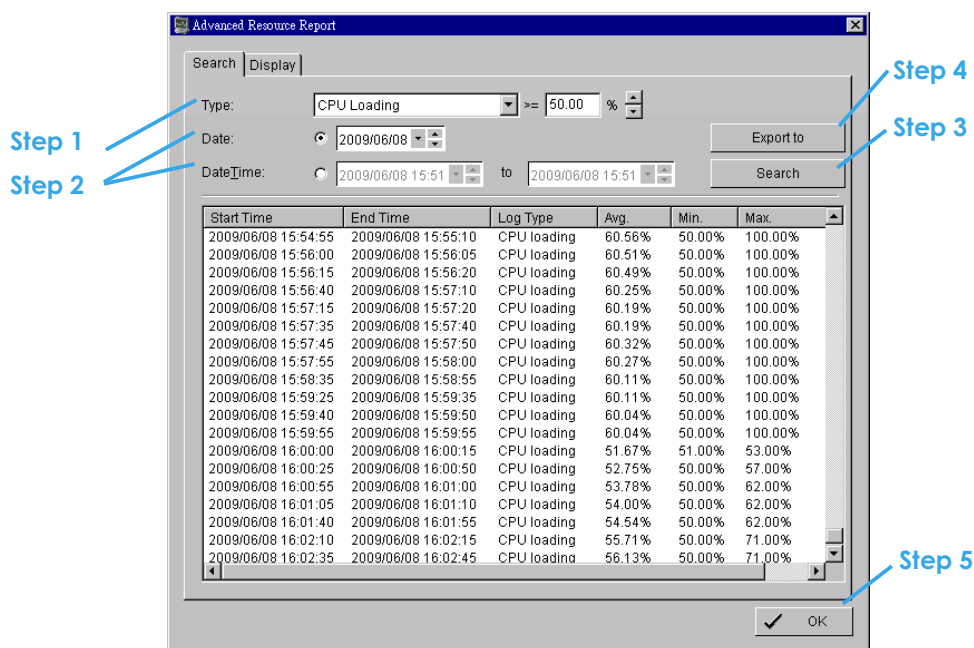 Advanced Resource Report
Search Display
Step 4
Type: CPU Loading >= 50.00 %
Step 1
Date: 2009/06/08 Export to
Step 3
Step 2
DateTime: 2009/06/08 15:51 to 2009/06/08 15:51 Search
Start Time End Time Log Type Avg. Min. Max.
2009/06/08 15:54:55 2009/06/08 15:55:10 CPU loading 60.56% 50.00% 100.00%
2009/06/08 15:56:00 2009/06/08 15:56:05 CPU loading 60.51% 50.00% 100.00%
2009/06/08 15:56:15 2009/06/08 15:56:20 CPU loading 60.49% 50.00% 100.00%
2009/06/08 15:56:40 2009/06/08 15:57:10 CPU loading 60.25% 50.00% 100.00%
2009/06/08 15:57:15 2009/06/08 15:57:20 CPU loading 60.19% 50.00% 100.00%
2009/06/08 15:57:35 2009/06/08 15:57:40 CPU loading 60.19% 50.00% 100.00%
2009/06/08 15:57:45 2009/06/08 15:57:50 CPU loading 60.32% 50.00% 100.00%
2009/06/08 15:57:55 2009/06/08 15:58:00 CPU loading 60.27% 50.00% 100.00%
2009/06/08 15:58:35 2009/06/08 15:58:55 CPU loading 60.11% 50.00% 100.00%
2009/06/08 15:59:25 2009/06/08 15:59:35 CPU loading 60.11% 50.00% 100.00%
2009/06/08 15:59:40 2009/06/08 15:59:50 CPU loading 60.04% 50.00% 100.00%
2009/06/08 15:59:55 2009/06/08 15:59:55 CPU loading 60.04% 50.00% 100.00%
2009/06/08 16:00:00 2009/06/08 16:00:15 CPU loading 51.67% 51.00% 53.00%
2009/06/08 16:00:25 2009/06/08 16:00:50 CPU loading 52.75% 50.00% 57.00%
2009/06/08 16:00:55 2009/06/08 16:01:00 CPU loading 53.78% 50.00% 62.00%
2009/06/08 16:01:05 2009/06/08 16:01:10 CPU loading 54.00% 50.00% 62.00%
2009/06/08 16:01:40 2009/06/08 16:01:55 CPU loading 54.54% 50.00% 62.00%
2009/06/08 16:02:10 2009/06/08 16:02:15 CPU loading 55.71% 50.00% 71.00%
2009/06/08 16:02:35 2009/06/08 16:02:45 CPU loading 56.13% 50.00% 71.00%
Step 5
OK